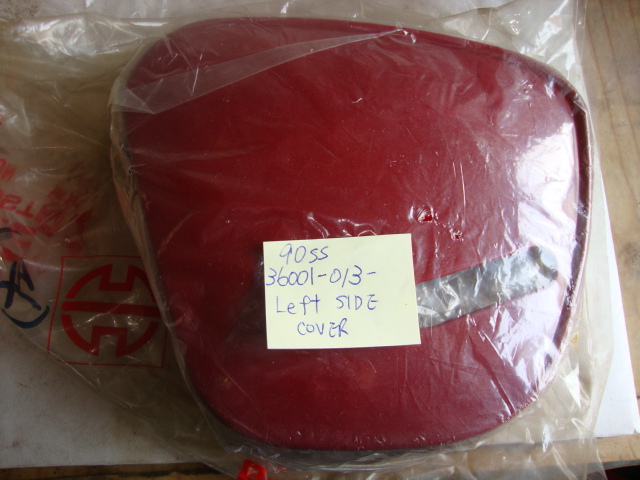 90SS
36001-013-
Left SIDE
COVER